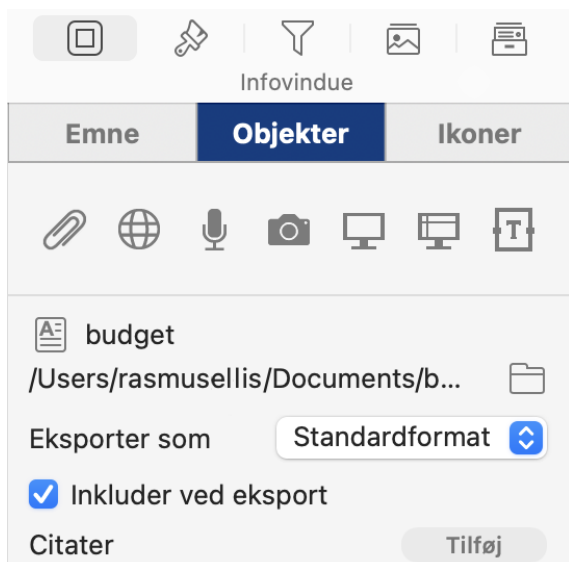 Infovindue
Emne Objekter Ikoner
budget
/Users/rasmusellis/Documents/b...
Eksporter som Standardformat
Inkluder ved eksport
Citater Tilføj